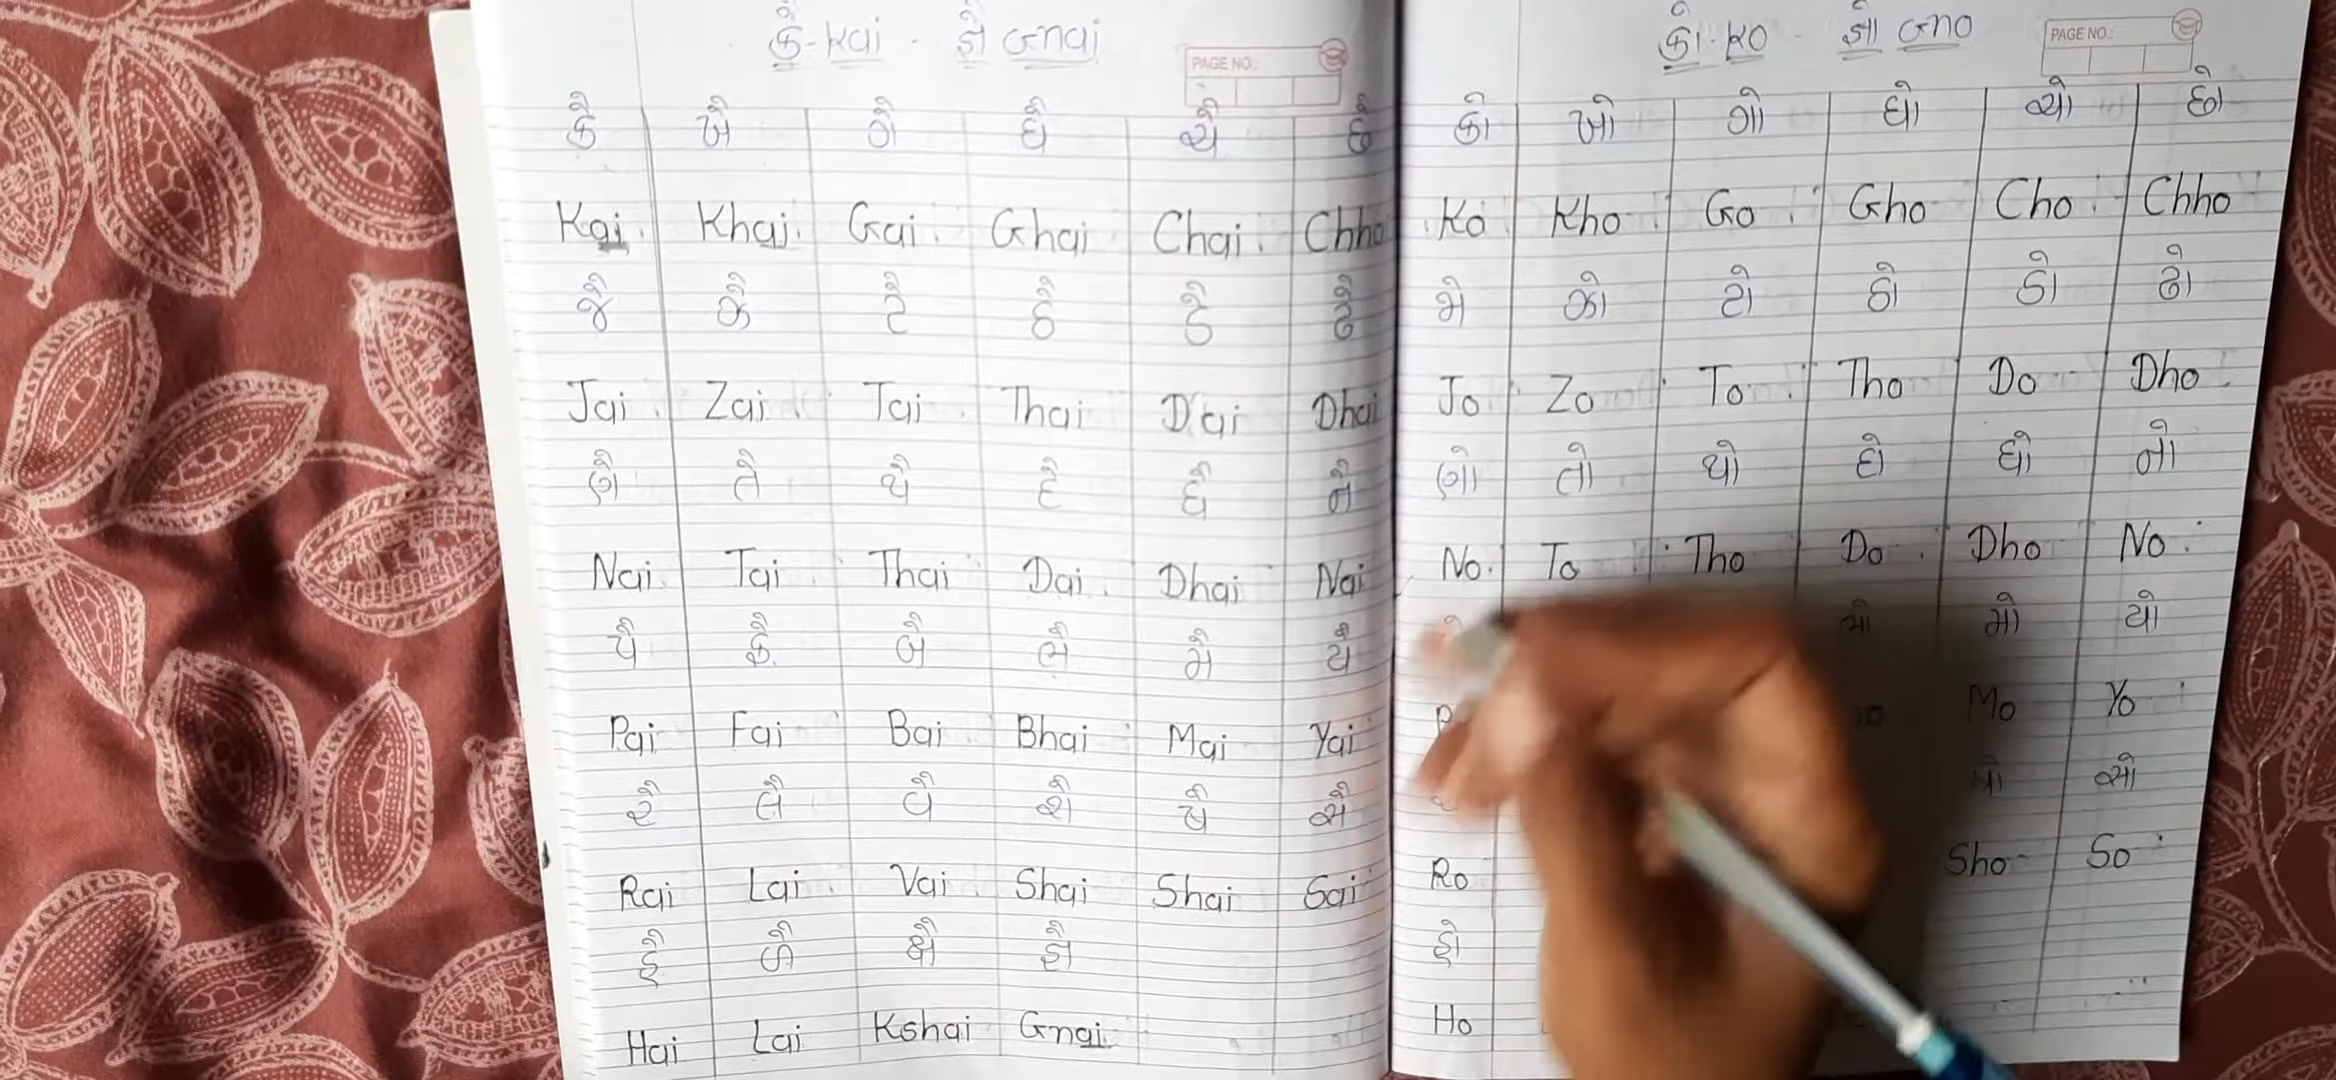 કૈ-Kai - જ્ઞૈ Gnai
PAGE NO.:
કૈ ખૈ ગૈ ઘૈ ચૈ છૈ
Kai. Khai. Gai. Ghai Chai. Chha
જૈ ઝૈ ટૈ ઠૈ ડૈ ઢૈ
Jai. Zai. Tai. Thai Dai Dhai
ણૈ તૈ થૈ દૈ ધૈ નૈ
Nai. Tai. Thai Dai. Dhai Nai
પૈ ફૈ બૈ ભૈ મૈ યૈ
Pai Fai Bai Bhai Mai Yai
રૈ લૈ વૈ શૈ ષૈ સૈ
Rai Lai. Vai. Shai Shai Sai
હૈ ળૈ ક્ષૈ જ્ઞૈ
Hai Lai Kshai Gnai
કો-Ko - જ્ઞો Gno
PAGE NO.:
કો ખો ગો ઘો ચો છો
Ko Kho. Go. Gho Cho. Chho
જો ઝો ટો ઠો ડો ઢો
Jo Zo To. Tho Do Dho
ણો તો થો દો ધો નો
No. To Tho Do. Dho No.
મો યો
Mo Yo
સો
Ro Sho So
હો
Ho